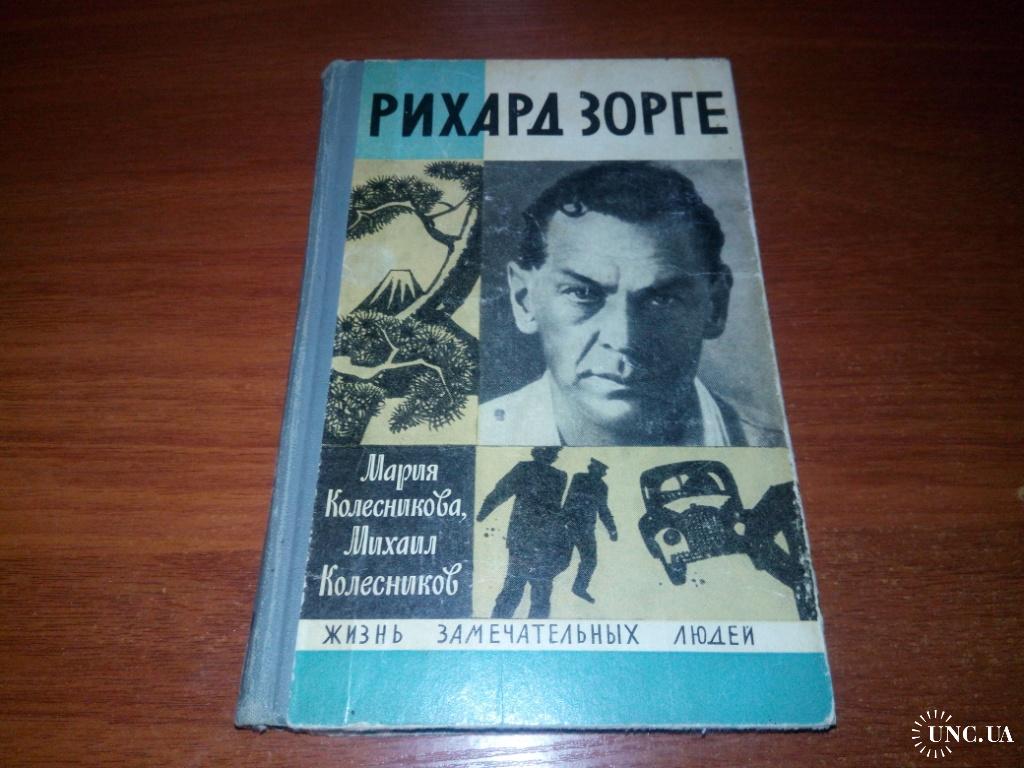 РИХАРД ЗОРГЕ
Мария
Колесникова,
Михаил
Колесников
ЖИЗНЬ ЗАМЕЧАТЕЛЬНЫХ ЛЮДЕЙ
UNC.UA